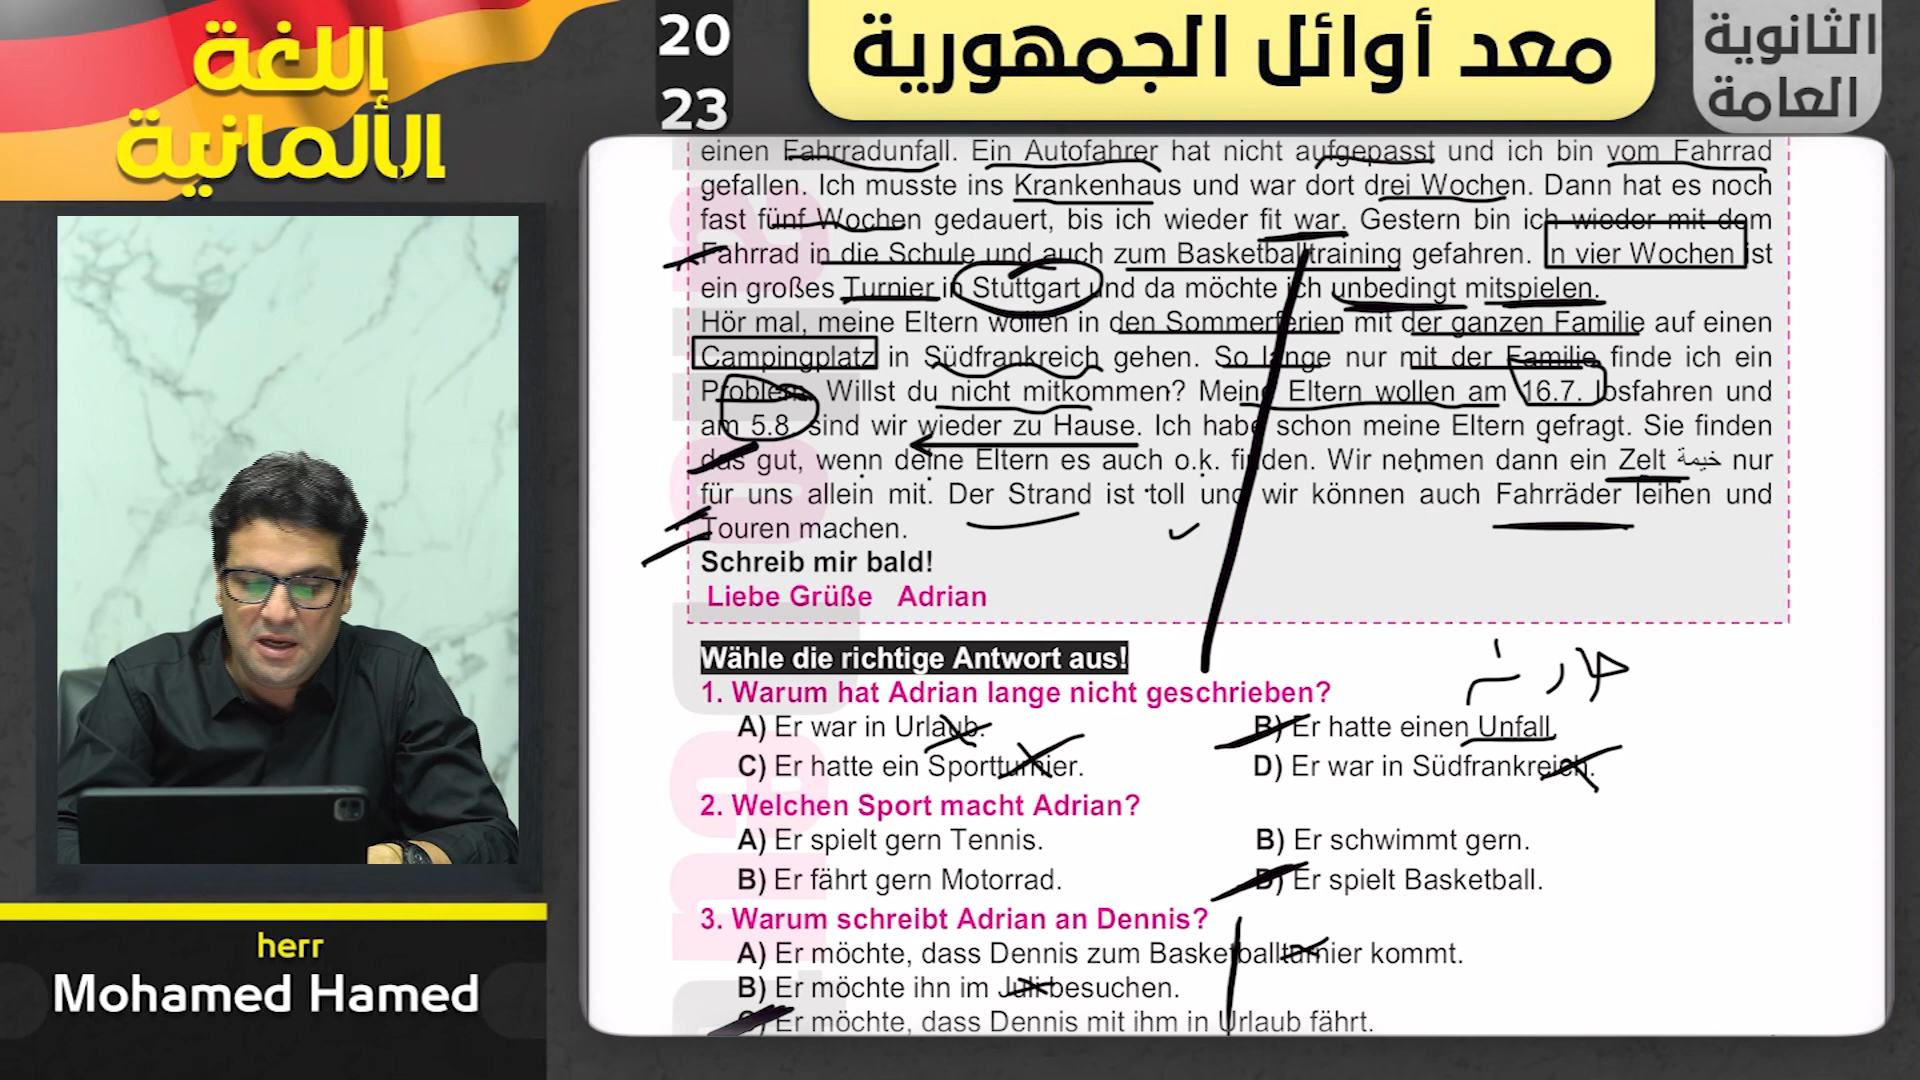 اللغة
الألمانية
20
23
معد أوائل الجمهورية
الثانوية
العامة
einen Fahrradunfall. Ein Autofahrer hat nicht aufgepasst und ich bin vom Fahrrad
gefallen. Ich musste ins Krankenhaus und war dort drei Wochen. Dann hat es noch
fast fünf Wochen gedauert, bis ich wieder fit war. Gestern bin ich wieder mit dem
Fahrrad in die Schule und auch zum Basketballtraining gefahren. In vier Wochen ist
ein großes Turnier in Stuttgart und da möchte ich unbedingt mitspielen.
Hör mal, meine Eltern wollen in den Sommerferien mit der ganzen Familie auf einen
Campingplatz in Südfrankreich gehen. So lange nur mit der Familie finde ich ein
Problem. Willst du nicht mitkommen? Meine Eltern wollen am 16.7. losfahren und
am 5.8. sind wir wieder zu Hause. Ich habe schon meine Eltern gefragt. Sie finden
das gut, wenn deine Eltern es auch o.k. finden. Wir nehmen dann ein Zelt خيمة nur
für uns allein mit. Der Strand ist toll und wir können auch Fahrräder leihen und
Touren machen.
Schreib mir bald!
Liebe Grüße Adrian
Wähle die richtige Antwort aus!
1. Warum hat Adrian lange nicht geschrieben?
A) Er war in Urlaub. B) Er hatte einen Unfall.
C) Er hatte ein Sportturnier. D) Er war in Südfrankreich.
2. Welchen Sport macht Adrian?
A) Er spielt gern Tennis. B) Er schwimmt gern.
B) Er fährt gern Motorrad. D) Er spielt Basketball.
3. Warum schreibt Adrian an Dennis?
A) Er möchte, dass Dennis zum Basketballturnier kommt.
B) Er möchte ihn im Juli besuchen.
C) Er möchte, dass Dennis mit ihm in Urlaub fährt.
herr
Mohamed Hamed